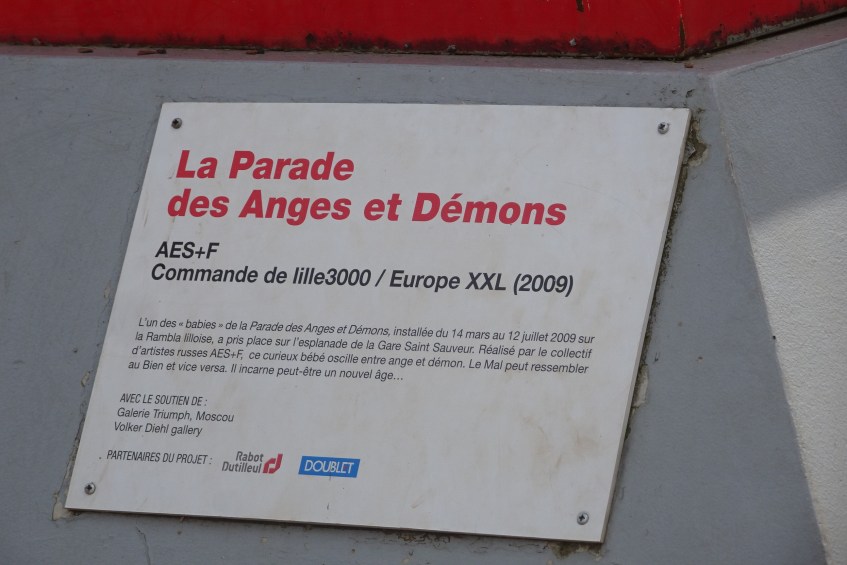 La Parade
des Anges et Démons
AES+F
Commande de lille3000 / Europe XXL (2009)
L'un des « babies » de la Parade des Anges et Démons, installée du 14 mars au 12 juillet 2009 sur
la Rambla lilloise, a pris place sur l'esplanade de la Gare Saint Sauveur. Réalisé par le collectif
d'artistes russes AES+F, ce curieux bébé oscille entre ange et démon. Le Mal peut ressembler
au Bien et vice versa. Il incarne peut-être un nouvel âge…
AVEC LE SOUTIEN DE :
Galerie Triumph, Moscou
Volker Diehl gallery
PARTENAIRES DU PROJET :
Rabot
Dutilleul
DOUBLET